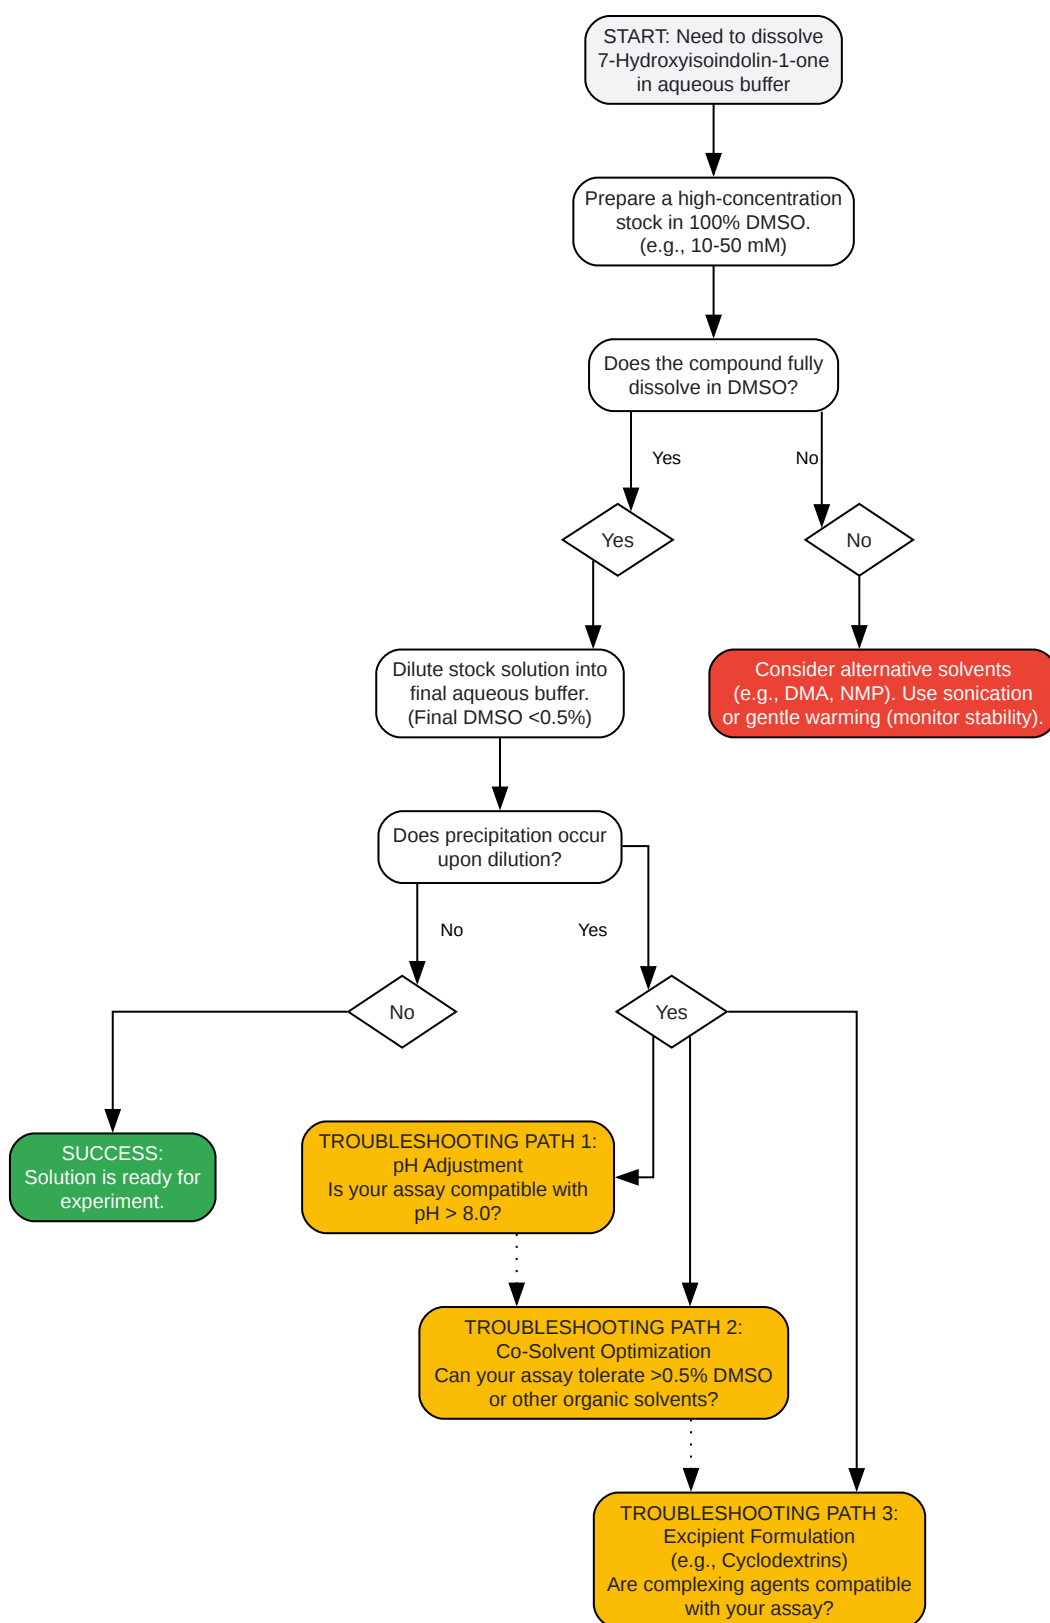 START: Need to dissolve
7-Hydroxyisoindolin-1-one
in aqueous buffer
Prepare a high-concentration
stock in 100% DMSO.
(e.g., 10-50 mM)
Does the compound fully
dissolve in DMSO?
Yes
No
Yes
No
Dilute stock solution into
final aqueous buffer.
(Final DMSO <0.5%)
Consider alternative solvents
(e.g., DMA, NMP). Use sonication
or gentle warming (monitor stability).
Does precipitation occur
upon dilution?
No
Yes
No
Yes
SUCCESS:
Solution is ready for
experiment.
TROUBLESHOOTING PATH 1:
pH Adjustment
Is your assay compatible with
pH > 8.0?
TROUBLESHOOTING PATH 2:
Co-Solvent Optimization
Can your assay tolerate >0.5% DMSO
or other organic solvents?
TROUBLESHOOTING PATH 3:
Excipient Formulation
(e.g., Cyclodextrins)
Are complexing agents compatible
with your assay?